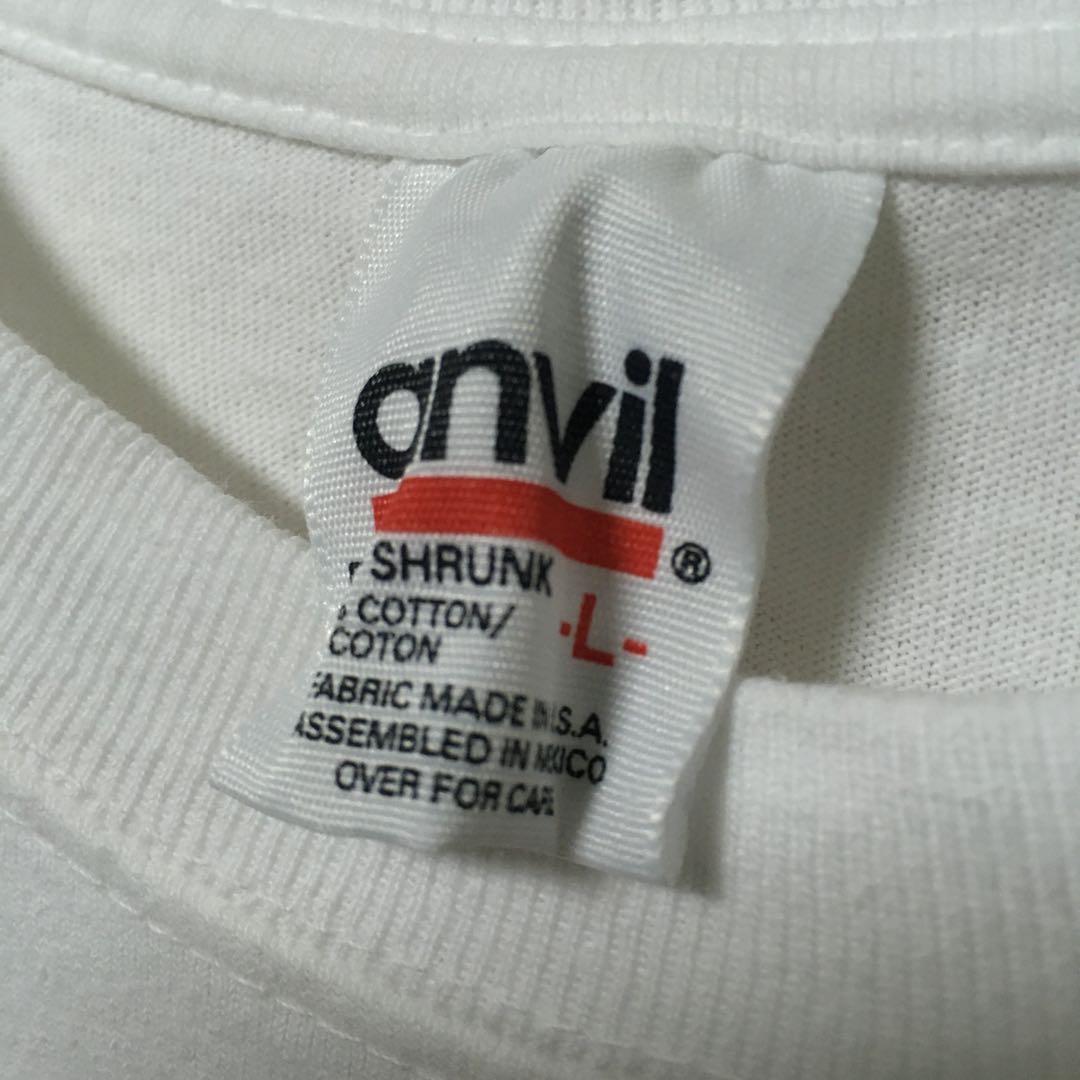 anvil
®
SHRUNK
-L-
COTTON/
COTON
FABRIC MADE IN U.S.A.
ASSEMBLED IN MEXICO
OVER FOR CARE